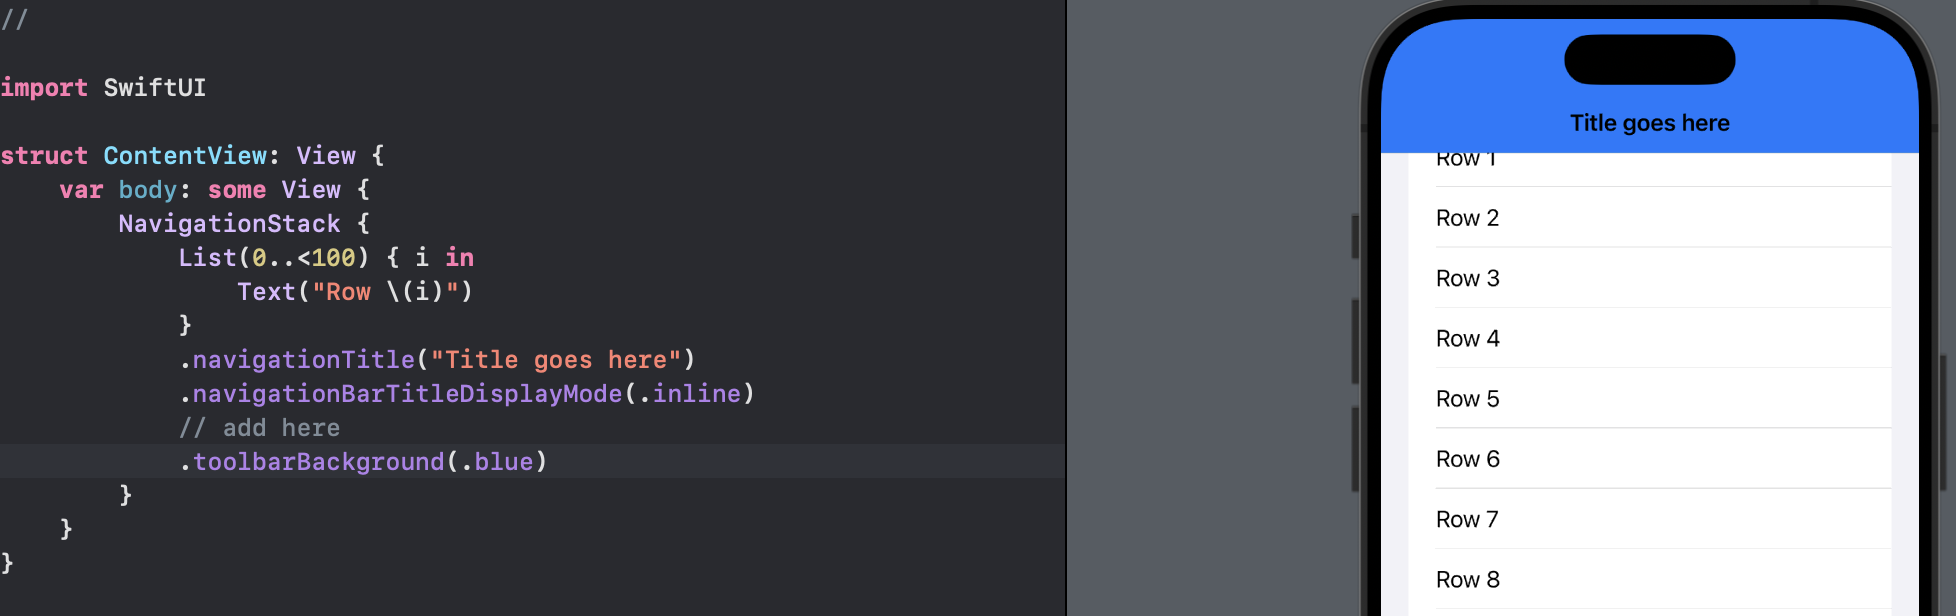 //
import SwiftUI
struct ContentView: View {
var body: some View {
NavigationStack {
List(0..<100) { i in
Text("Row \(i)")
}
.navigationTitle("Title goes here")
.navigationBarTitleDisplayMode(.inline)
// add here
.toolbarBackground(.blue)
}
}
}
Title goes here
Row 1
Row 2
Row 3
Row 4
Row 5
Row 6
Row 7
Row 8